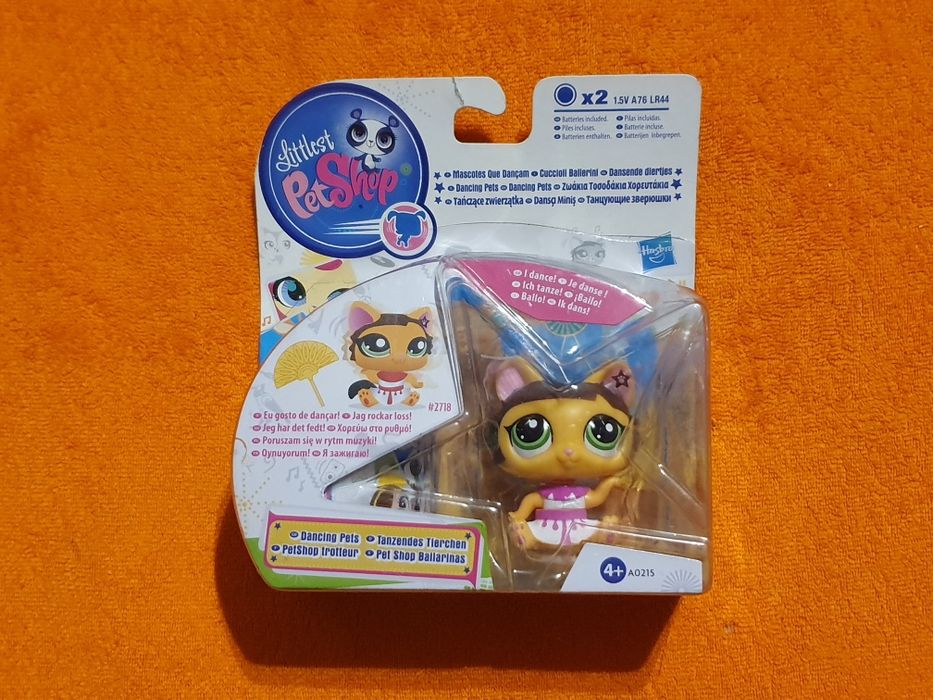 Littlest
PetShop
x2 1.5V A76 LR44
Batteries included. Pilas incluidas.
Piles incluses. Batterie incluse.
Batterien enthalten. Batterijen inbegrepen.
Mascotes Que Dançam Cuccioli Ballerini Dansende diertjes
Dancing Pets Dancing Pets Ζωάκια Τοσοδάκια Χορευτάκια
Tańczące zwierzątka Dansçı Miniş Танцующие зверюшки
Hasbro
I dance! Je danse !
Ich tanze! ¡Bailo!
Ballo! Ik dans!
#2718
Eu gosto de dançar! Jag rockar loss!
Jeg har det fedt! Χορεύω στο ρυθμό!
Poruszam się w rytm muzyki!
Oynuyorum! Я зажигаю!
Dancing Pets Tanzendes Tierchen
PetShop trotteur Pet Shop Bailarinas
4+ A0215